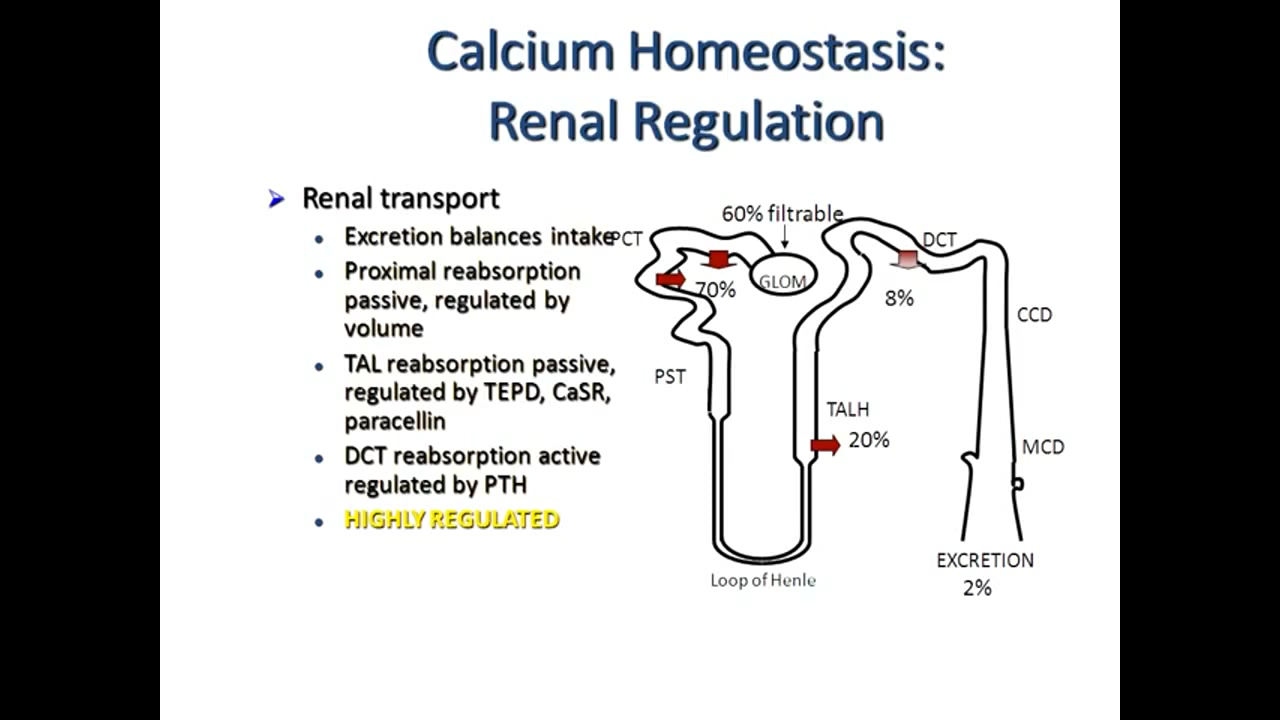 Calcium Homeostasis:
Renal Regulation
Renal transport
Excretion balances intake
Proximal reabsorption
passive, regulated by
volume
TAL reabsorption passive,
regulated by TEPD, CaSR,
paracellin
DCT reabsorption active
regulated by PTH
HIGHLY REGULATED
60% filtrable
PCT
GLOM
70%
PST
Loop of Henle
TALH
20%
DCT
8%
CCD
MCD
EXCRETION
2%